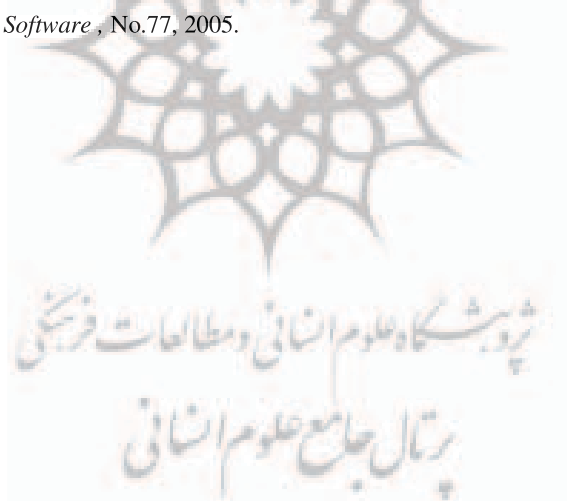 Software , No.77, 2005.
پژوهشگاه علوم انسانی و مطالعات فرهنگی
پرتال جامع علوم انسانی